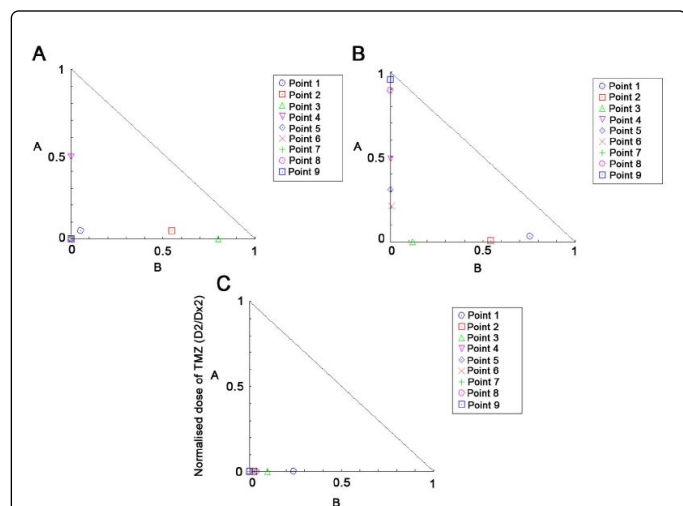 A
1
A
0.5
0
0
0.5
1
B
Point 1
Point 2
Point 3
Point 4
Point 5
Point 6
Point 7
Point 8
Point 9
B
1
A
0.5
0
0
0.5
1
B
Point 1
Point 2
Point 3
Point 4
Point 5
Point 6
Point 7
Point 8
Point 9
C
Normalised dose of TMZ (D2/Dx2)
1
A
0.5
0
0
0.5
1
B
Point 1
Point 2
Point 3
Point 4
Point 5
Point 6
Point 7
Point 8
Point 9